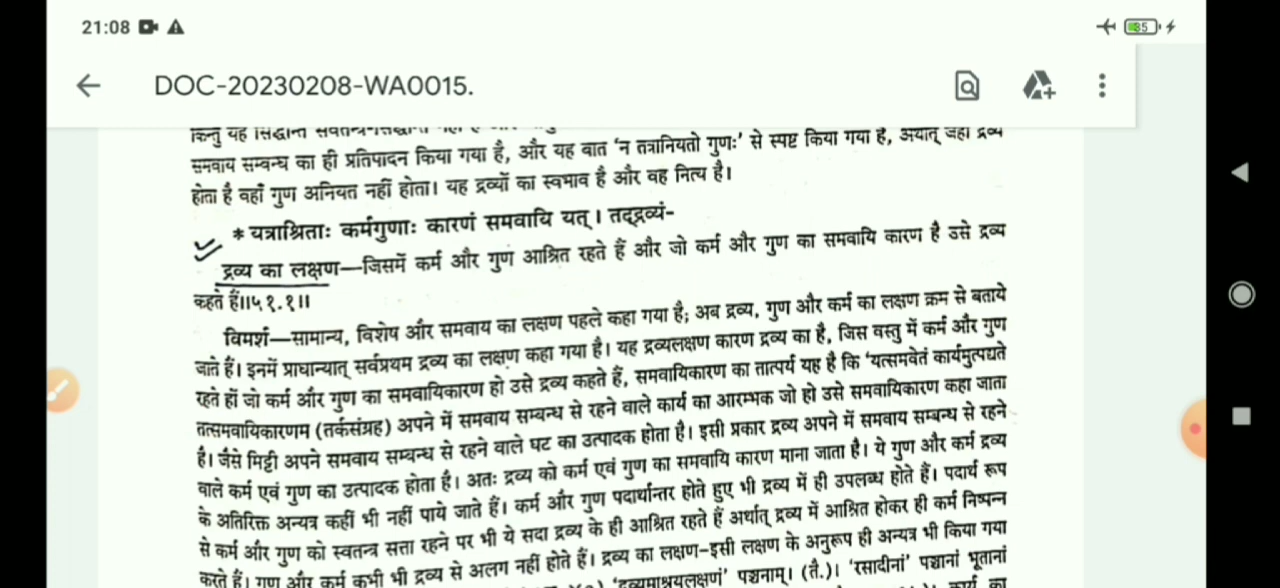 21:08
85
DOC-20230208-WA0015.
किन्तु यह सिद्धान्त
समवाय सम्बन्ध का ही प्रतिपादन किया गया है, और यह बात 'न तत्रानियतो गुणः' से स्पष्ट किया गया है, अर्थात् जहाँ द्रव्य
होता है वहाँ गुण अनियत नहीं होता। यह द्रव्यों का स्वभाव है और वह नित्य है।
*यत्राश्रिताः कर्मगुणाः कारणं समवायि यत्। तद्द्रव्यं-
द्रव्य का लक्षण—जिसमें कर्म और गुण आश्रित रहते हैं और जो कर्म और गुण का समवायि कारण है उसे द्रव्य
कहते हैं॥५१.१॥
विमर्श—सामान्य, विशेष और समवाय का लक्षण पहले कहा गया है; अब द्रव्य, गुण और कर्म का लक्षण क्रम से बताये
जाते हैं। इनमें प्राधान्यात् सर्वप्रथम द्रव्य का लक्षण कहा गया है। यह द्रव्यलक्षण कारण द्रव्य का है, जिस वस्तु में कर्म और गुण
रहते हों जो कर्म और गुण का समवायिकारण हो उसे द्रव्य कहते हैं, समवायिकारण का तात्पर्य यह है कि 'यत्समवेतं कार्यमुत्पद्यते
तत्समवायिकारणम (तर्कसंग्रह) अपने में समवाय सम्बन्ध से रहने वाले कार्य का आरम्भक जो हो उसे समवायिकारण कहा जाता
है। जैसे मिट्टी अपने समवाय सम्बन्ध से रहने वाले घट का उत्पादक होता है। इसी प्रकार द्रव्य अपने में समवाय सम्बन्ध से रहने
वाले कर्म एवं गुण का उत्पादक होता है। अतः द्रव्य को कर्म एवं गुण का समवायि कारण माना जाता है। ये गुण और कर्म द्रव्य
के अतिरिक्त अन्यत्र कहीं भी नहीं पाये जाते हैं। कर्म और गुण पदार्थान्तर होते हुए भी द्रव्य में ही उपलब्ध होते हैं। पदार्थ रूप
से कर्म और गुण को स्वतन्त्र सत्ता रहने पर भी ये सदा द्रव्य के ही आश्रित रहते हैं अर्थात् द्रव्य में आश्रित होकर ही कर्म निष्पन्न
करते हैं। गुण और कर्म कभी भी द्रव्य से अलग नहीं होते हैं। द्रव्य का लक्षण-इसी लक्षण के अनुरूप ही अन्यत्र भी किया गया
'द्रव्यमाश्रयलक्षणं' पञ्चानाम्। (तै.)। 'रसादीनां' पञ्चानां भूतानां
कार्य का